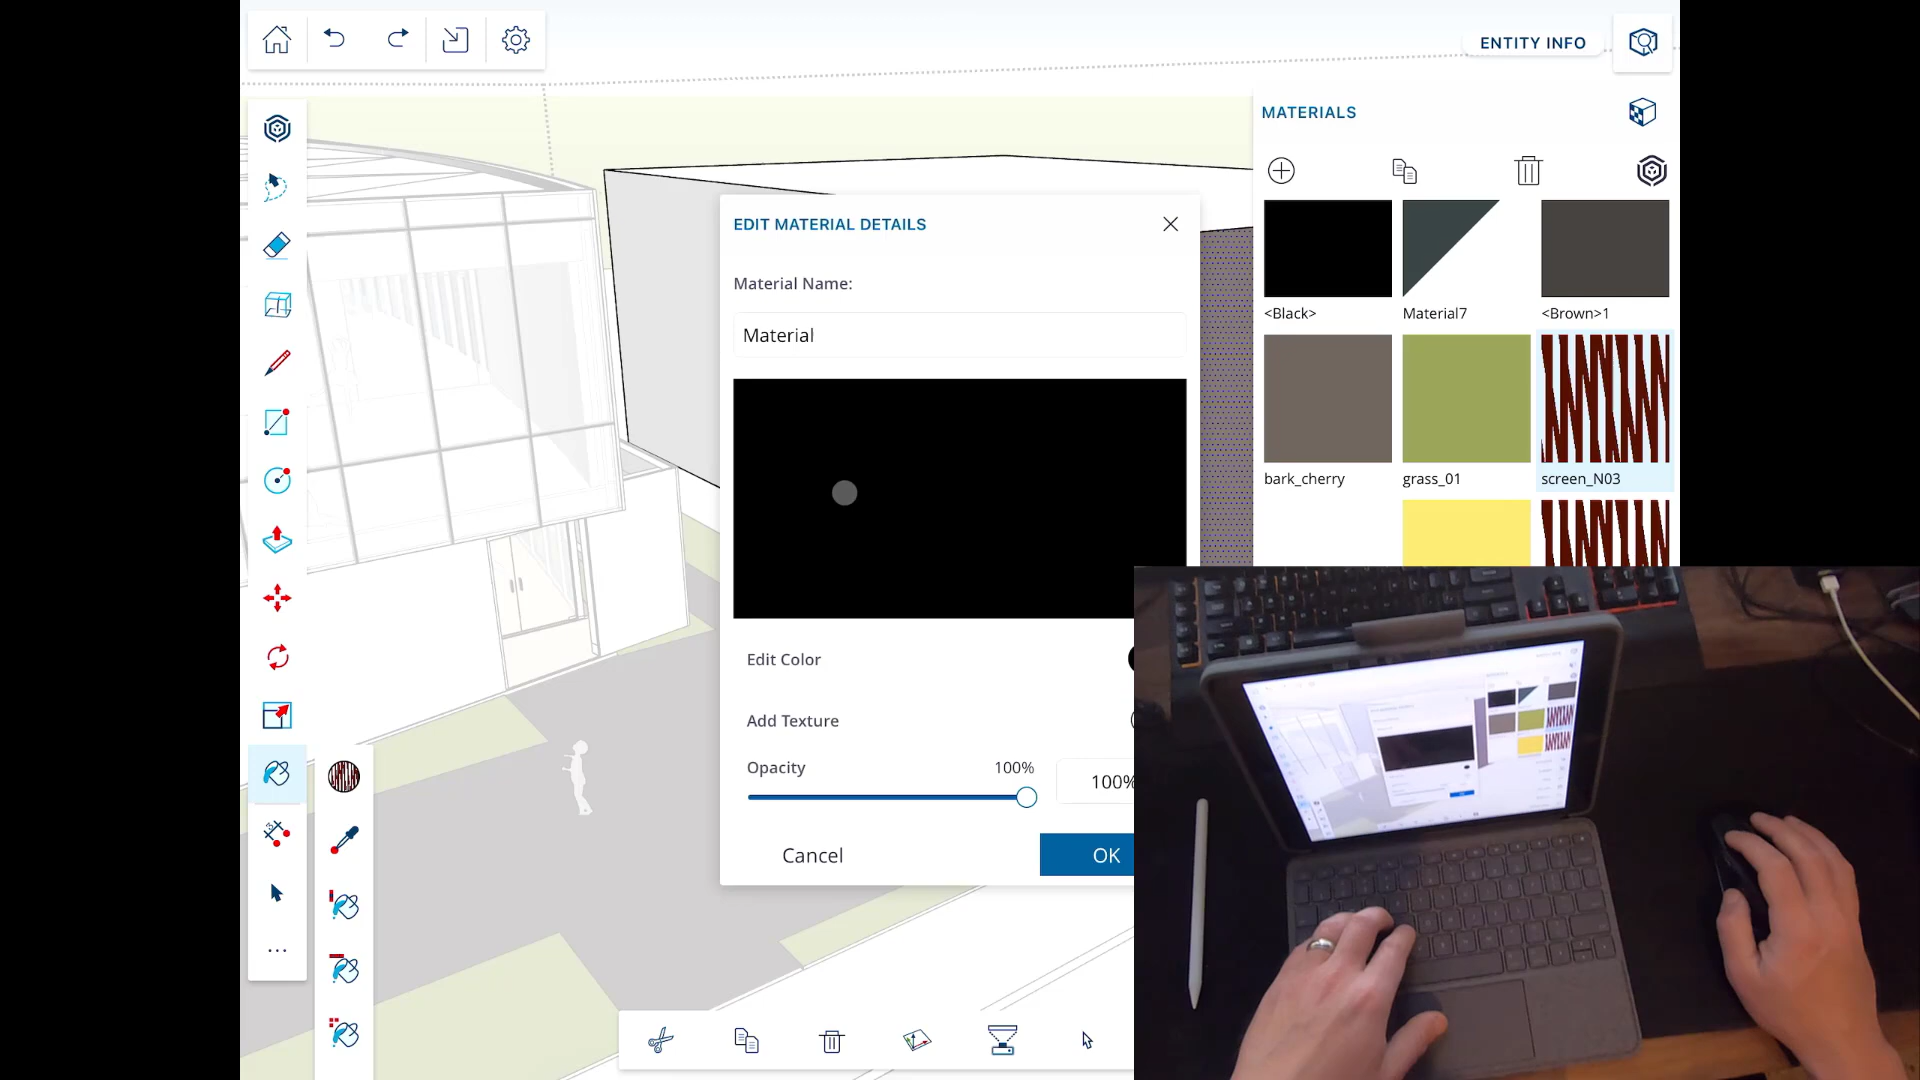 ENTITY INFO
MATERIALS
<Black>
Material7
<Brown>1
bark_cherry
grass_01
screen_N03
EDIT MATERIAL DETAILS
Material Name:
Material
Edit Color
Add Texture
Opacity
100%
100%
Cancel
OK